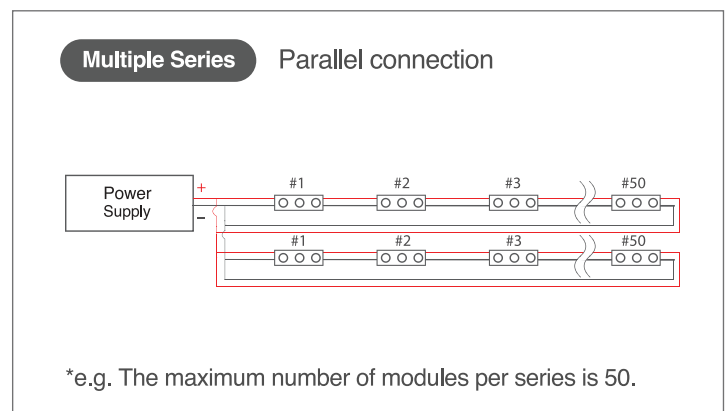 Multiple Series Parallel connection
Power
Supply
+
−
#1 #2 #3 #50
#1 #2 #3 #50
*e.g. The maximum number of modules per series is 50.